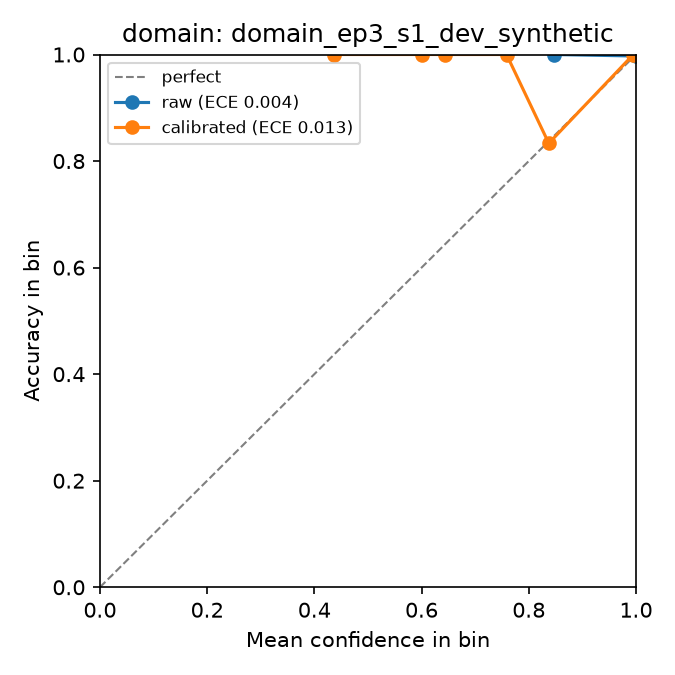 domain: domain_ep3_s1_dev_synthetic
perfect
raw (ECE 0.004)
calibrated (ECE 0.013)
1.0
0.8
0.6
0.4
0.2
0.0
Accuracy in bin
0.0 0.2 0.4 0.6 0.8 1.0
Mean confidence in bin